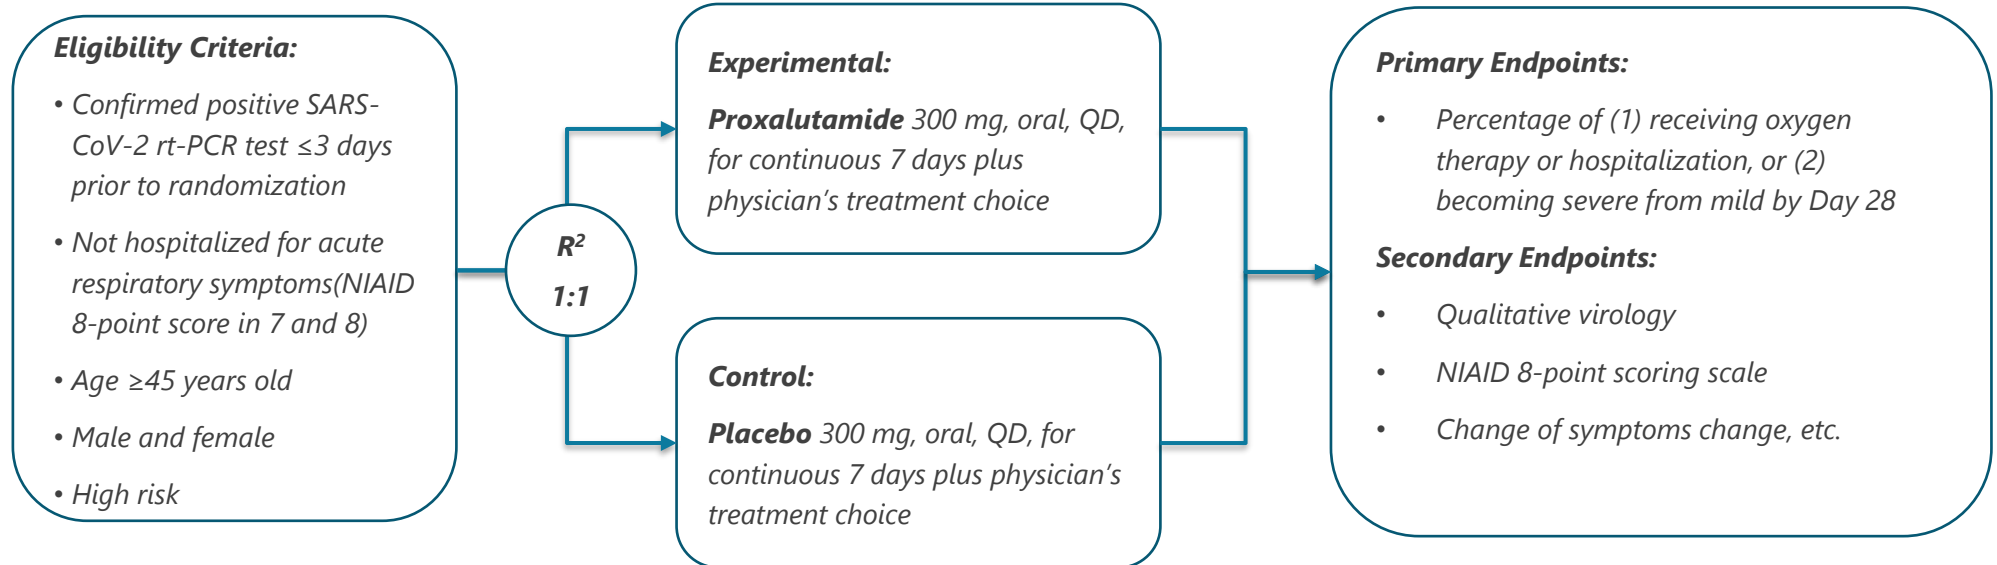 Eligibility Criteria:
• Confirmed positive SARS-
CoV-2 rt-PCR test ≤3 days
prior to randomization
• Not hospitalized for acute
respiratory symptoms(NIAID
8-point score in 7 and 8)
• Age ≥45 years old
• Male and female
• High risk
R²
1:1
Experimental:
Proxalutamide 300 mg, oral, QD,
for continuous 7 days plus
physician’s treatment choice
Control:
Placebo 300 mg, oral, QD, for
continuous 7 days plus physician’s
treatment choice
Primary Endpoints:
• Percentage of (1) receiving oxygen
therapy or hospitalization, or (2)
becoming severe from mild by Day 28
Secondary Endpoints:
• Qualitative virology
• NIAID 8-point scoring scale
• Change of symptoms change, etc.